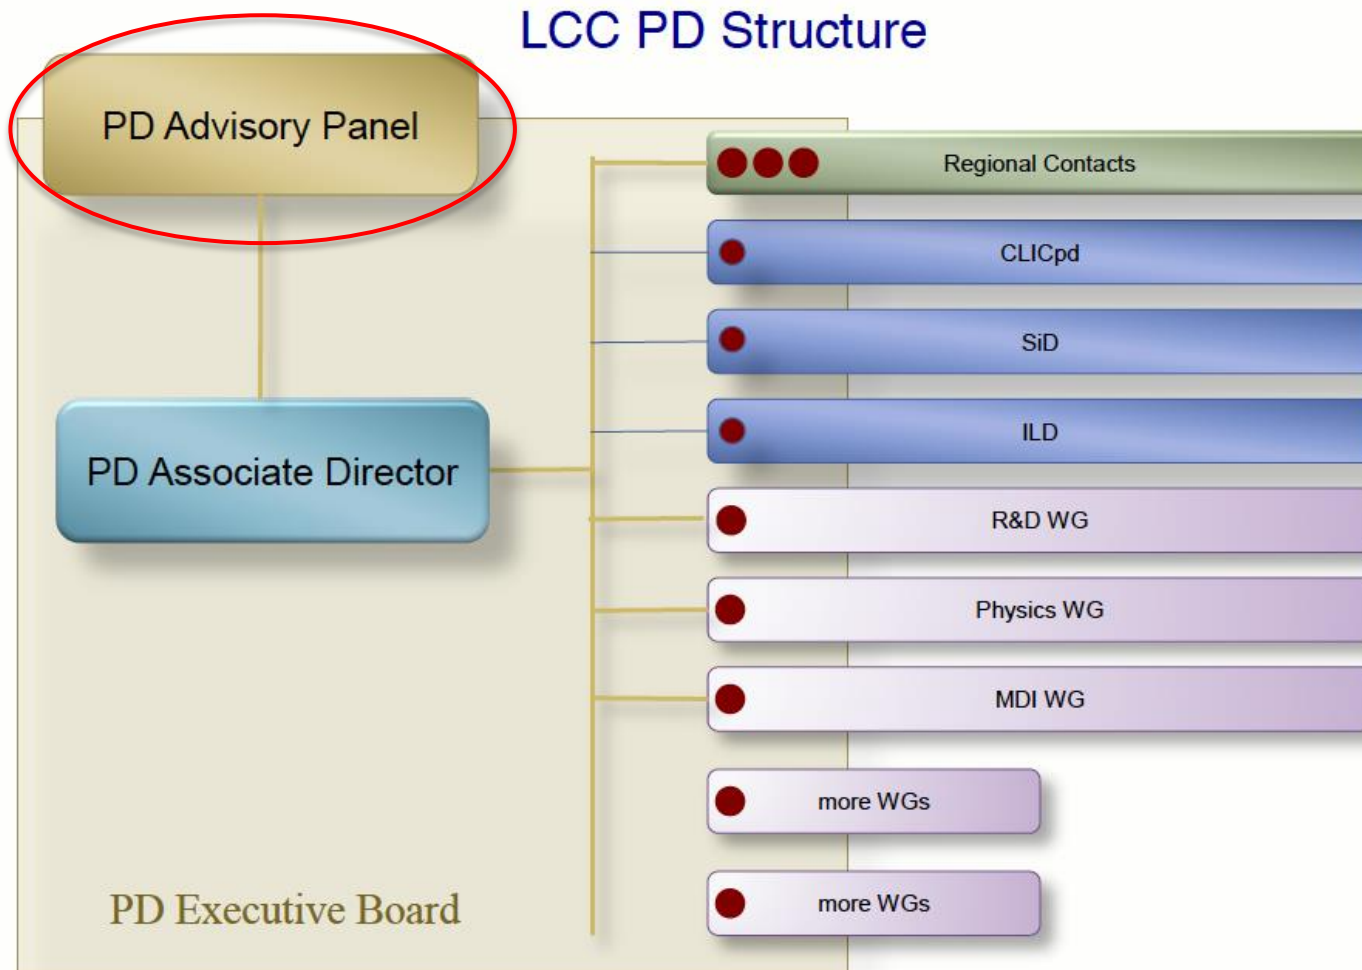 LCC PD Structure
PD Advisory Panel
Regional Contacts
CLICpd
SiD
ILD
PD Associate Director
R&D WG
Physics WG
MDI WG
more WGs
more WGs
PD Executive Board